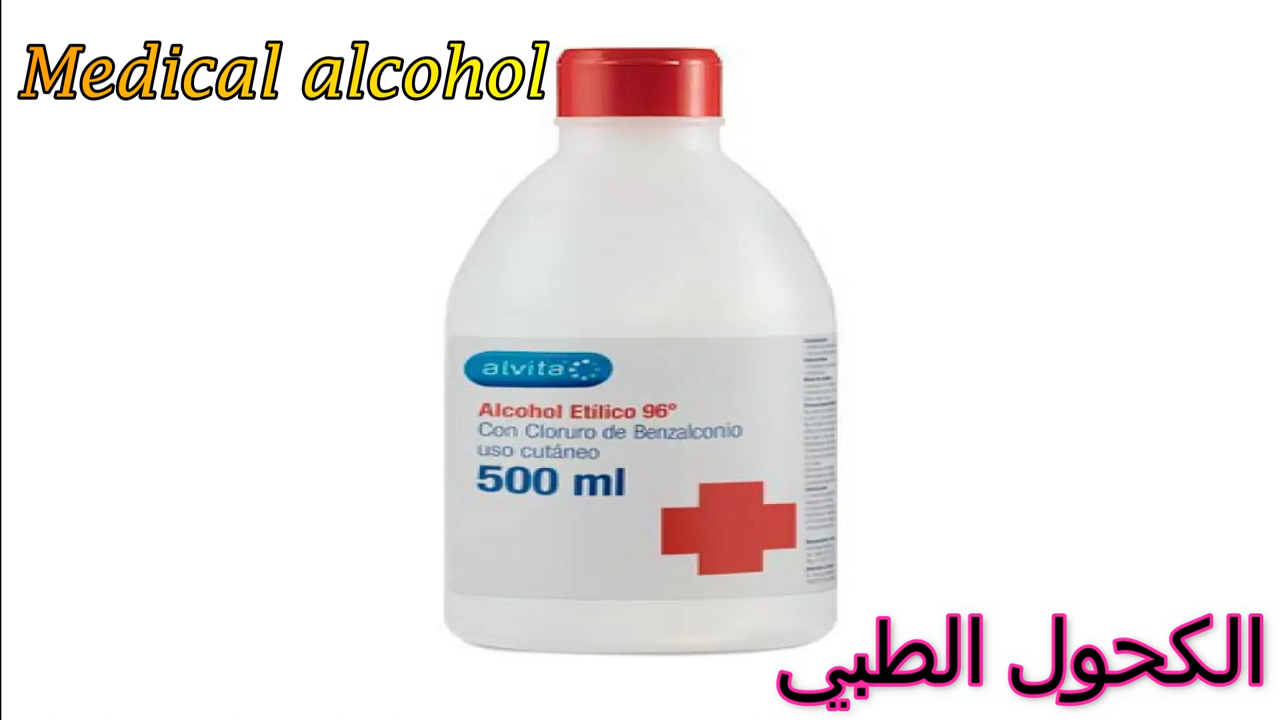 Medical alcohol
alvita
Alcohol Etílico 96°
Con Cloruro de Benzalconio
uso cutáneo
500 ml
الكحول الطبي